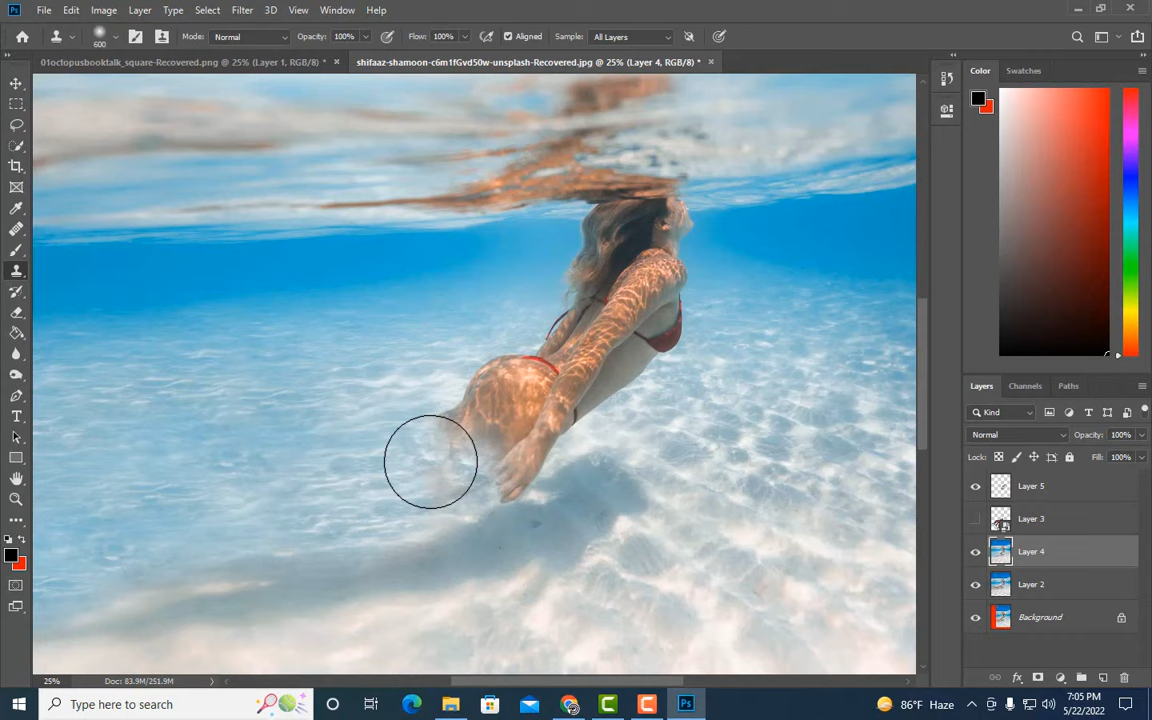 Ps File Edit Image Layer Type Select Filter 3D View Window Help
600 Mode: Normal Opacity: 100% Flow: 100% Aligned Sample: All Layers
01octopusbooktalk_square-Recovered.png @ 25% (Layer 1, RGB/8) * shifaaz-shamoon-c6m1fGvd50w-unsplash-Recovered.jpg @ 25% (Layer 4, RGB/8) *
Color Swatches
Layers Channels Paths
Kind
Normal Opacity: 100%
Lock: Fill: 100%
Layer 5
Layer 3
Layer 4
Layer 2
Background
25% Doc: 83.9M/251.9M
Type here to search
86°F Haze
7:05 PM
5/22/2022